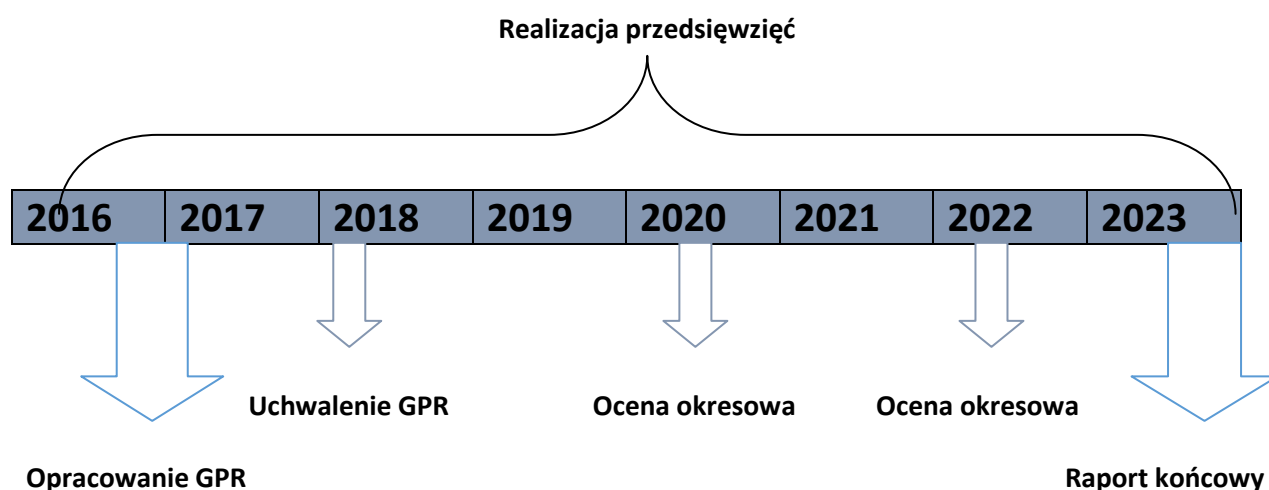 Realizacja przedsięwzięć
2016 2017 2018 2019 2020 2021 2022 2023
Uchwalenie GPR Ocena okresowa Ocena okresowa
Opracowanie GPR Raport końcowy